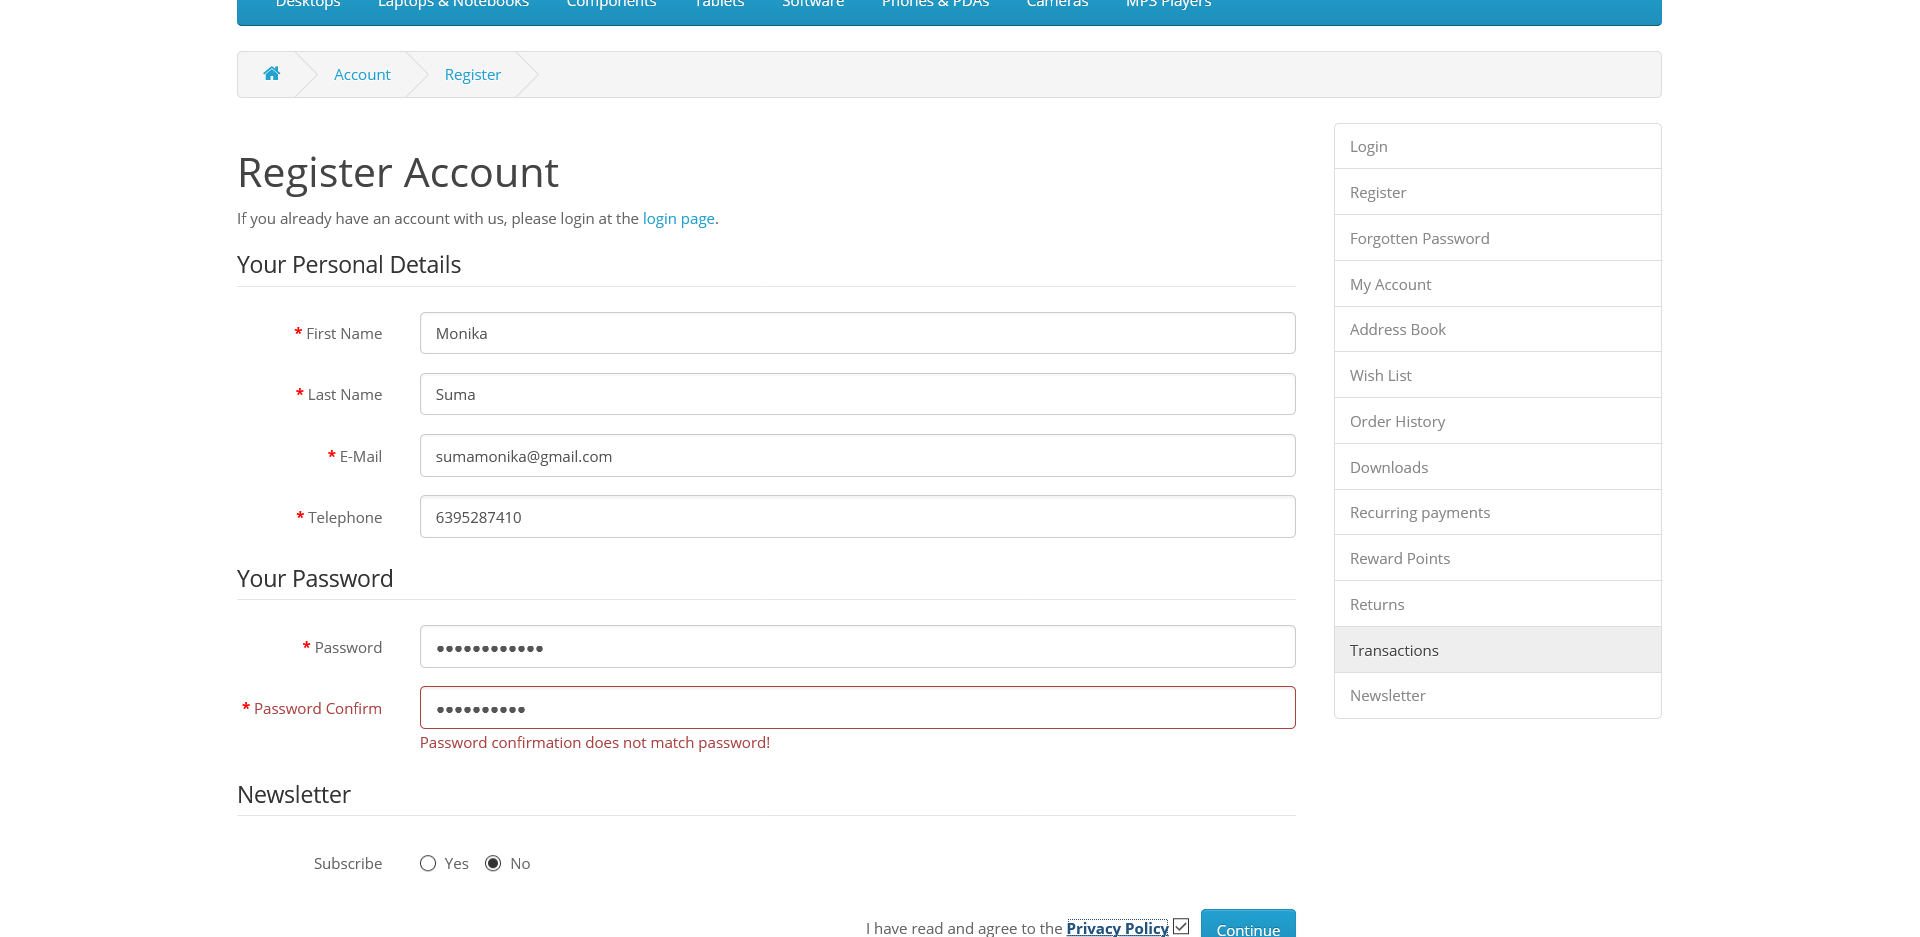 Desktops Laptops & Notebooks Components Tablets Software Phones & PDAs Cameras MP3 Players
Account Register
Register Account
If you already have an account with us, please login at the login page.
Your Personal Details
* First Name Monika
* Last Name Suma
* E-Mail sumamonika@gmail.com
* Telephone 6395287410
Your Password
* Password ••••••••••••
* Password Confirm ••••••••••
Password confirmation does not match password!
Newsletter
Subscribe Yes No
I have read and agree to the Privacy Policy Continue
Login
Register
Forgotten Password
My Account
Address Book
Wish List
Order History
Downloads
Recurring payments
Reward Points
Returns
Transactions
Newsletter